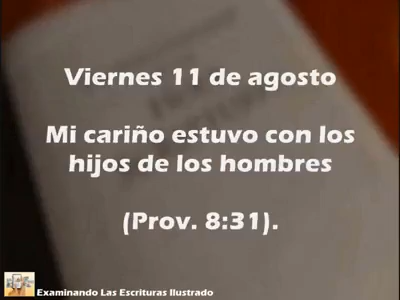 Viernes 11 de agosto
Mi cariño estuvo con los
hijos de los hombres
(Prov. 8:31).
Examinando Las Escrituras Ilustrado